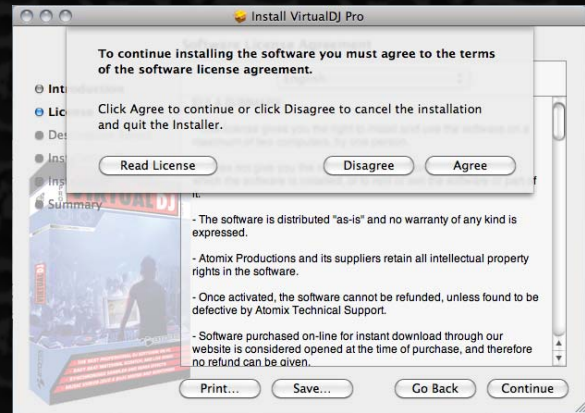 Install VirtualDJ Pro
To continue installing the software you must agree to the terms
of the software license agreement.
Click Agree to continue or click Disagree to cancel the installation
and quit the Installer.
Read License
Disagree
Agree
Summary
VIRTUAL DJ
- The software is distributed "as-is" and no warranty of any kind is
expressed.
- Atomix Productions and its suppliers retain all intellectual property
rights in the software.
- Once activated, the software cannot be refunded, unless found to be
defective by Atomix Technical Support.
- Software purchased on-line for instant download through our
website is considered opened at the time of purchase, and therefore
no refund can be given.
Print...
Save...
Go Back
Continue